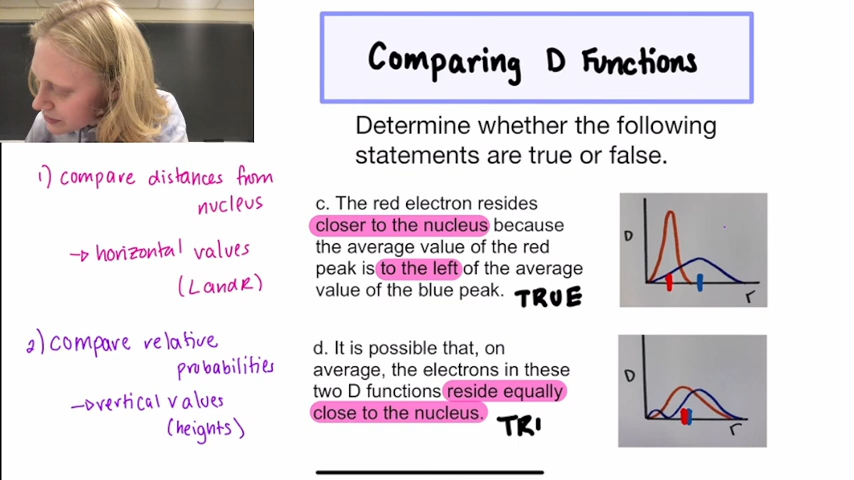 Comparing D Functions
Determine whether the following
statements are true or false.
1) compare distances from
nucleus
→ horizontal values
(L and R)
2) compare relative
probabilities
→ vertical values
(heights)
c. The red electron resides
closer to the nucleus because
the average value of the red
peak is to the left of the average
value of the blue peak. TRUE
D
r
d. It is possible that, on
average, the electrons in these
two D functions reside equally
close to the nucleus. TRI
D
r